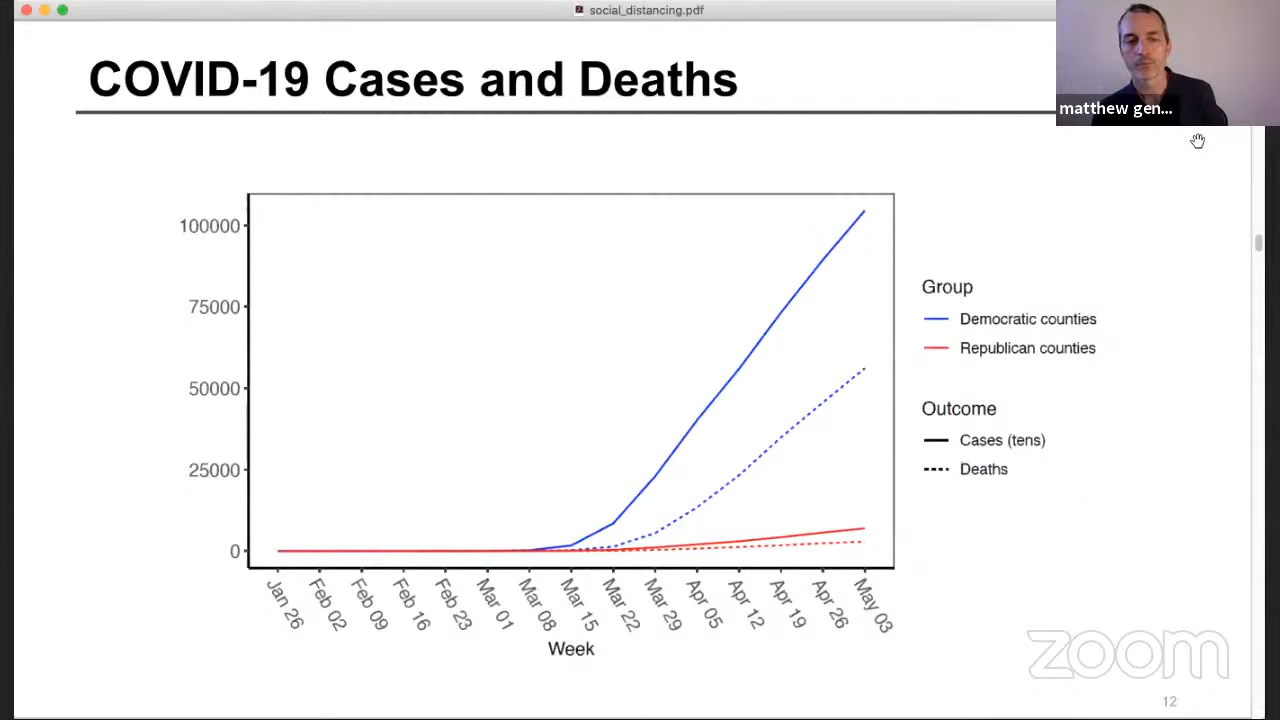 social_distancing.pdf
COVID-19 Cases and Deaths
matthew gen...
100000
75000
50000
25000
0
Jan 26
Feb 02
Feb 09
Feb 16
Feb 23
Mar 01
Mar 08
Mar 15
Mar 22
Mar 29
Apr 05
Apr 12
Apr 19
Apr 26
May 03
Week
Group
Democratic counties
Republican counties
Outcome
Cases (tens)
Deaths
zoom
12